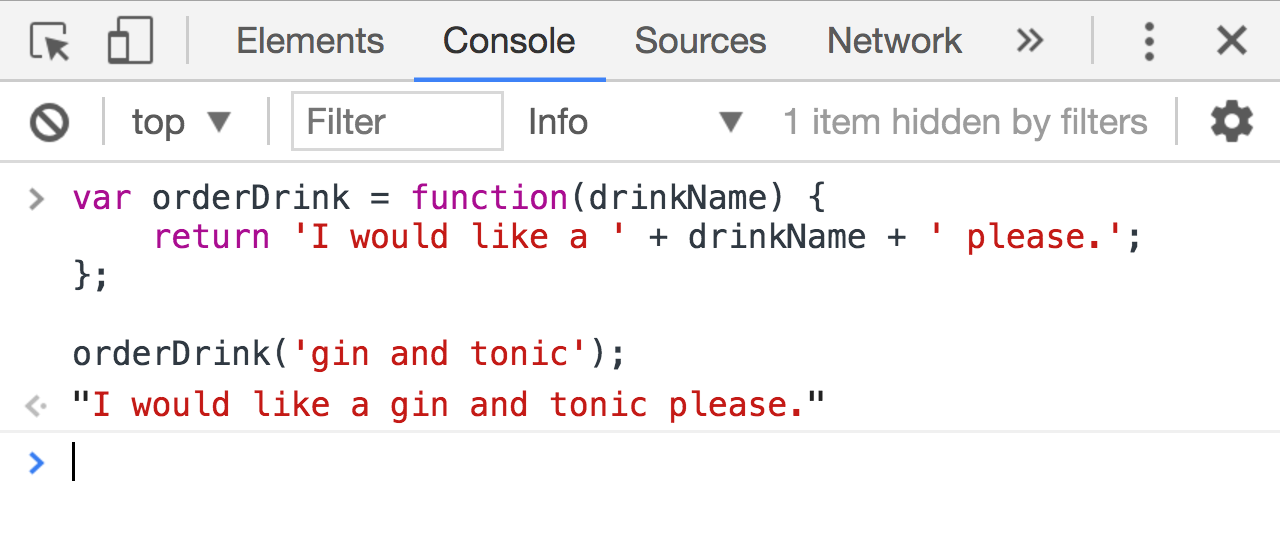 Elements Console Sources Network »
top ▼ Filter Info ▼ 1 item hidden by filters
> var orderDrink = function(drinkName) {
    return 'I would like a ' + drinkName + ' please.';
};

orderDrink('gin and tonic');
"I would like a gin and tonic please."
>